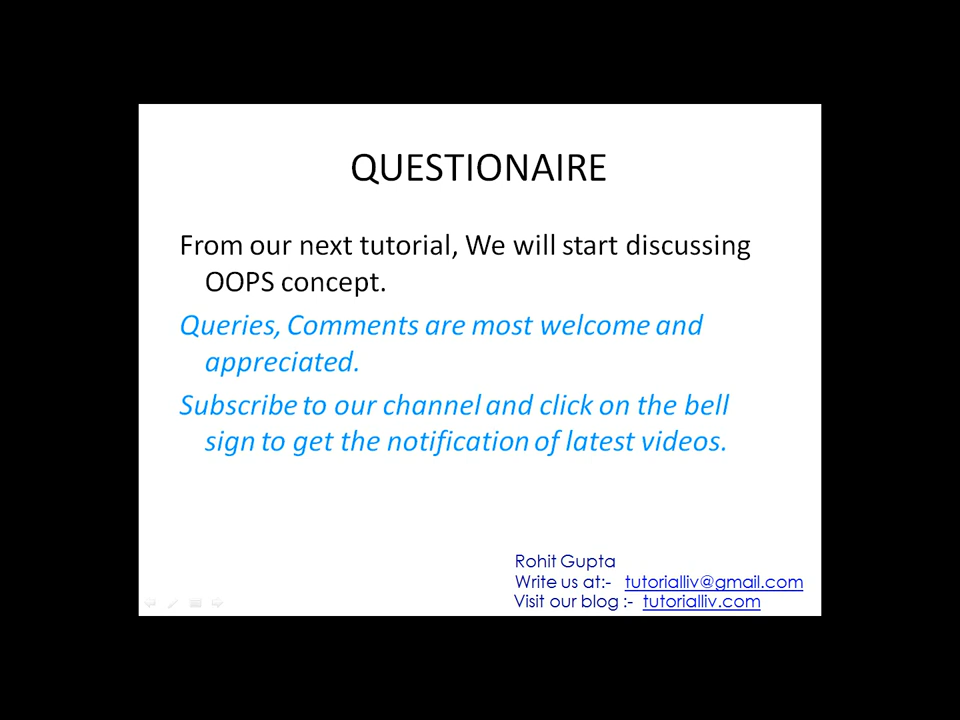 QUESTIONAIRE
From our next tutorial, We will start discussing
OOPS concept.
Queries, Comments are most welcome and
appreciated.
Subscribe to our channel and click on the bell
sign to get the notification of latest videos.
Rohit Gupta
Write us at:- tutorialliv@gmail.com
Visit our blog :- tutorialliv.com